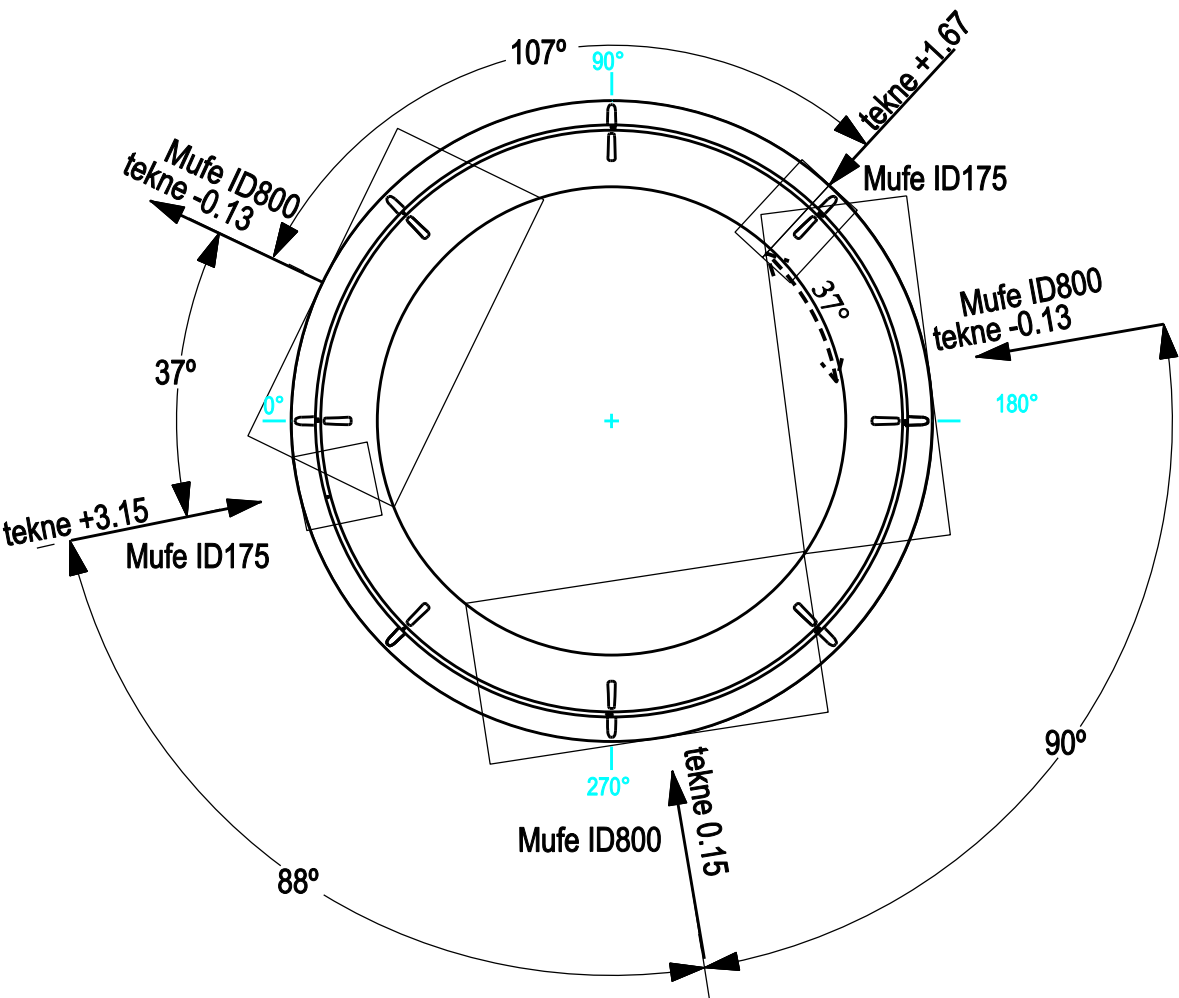 107º
90°
tekne +1.67
Mufe ID175
Mufe ID800
tekne -0.13
37°
Mufe ID800
tekne -0.13
37º
0°
180°
tekne +3.15
Mufe ID175
90º
270°
tekne 0.15
Mufe ID800
88º